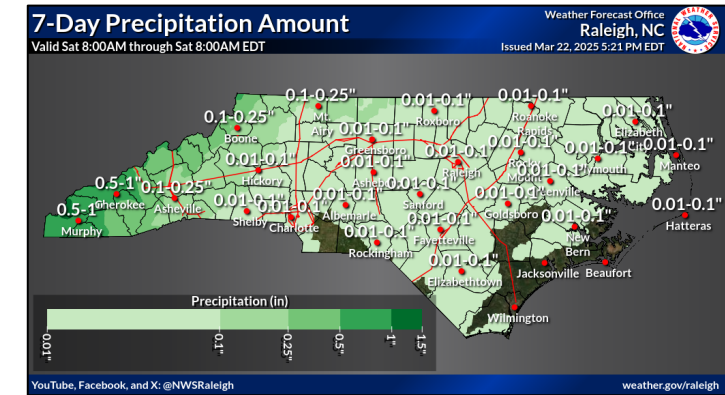 7-Day Precipitation Amount
Valid Sat 8:00AM through Sat 8:00AM EDT
Weather Forecast Office
Raleigh, NC
Issued Mar 22, 2025 5:21 PM EDT
0.1-0.25"
Mt
Airy
0.01-0.1"
Roxboro
0.01-0.1"
Roanoke
Rapids
0.01-0.1"
Elizabeth
City
0.1-0.25"
Boone
0.01-0.1"
Greensboro
0.01-0.1"
Hickory
0.01-0.1"
Raleigh
0.01-0.1"
Plymouth
0.01-0.1"
Manteo
0.5-1"
Cherokee
0.1-0.25"
Asheville
0.5-1"
Murphy
Shelby
Charlotte
Albemarle
Sanford
0.01-0.1"
Goldsboro
0.01-0.1"
Hatteras
0.01-0.1"
Rockingham
0.01-0.1"
Fayetteville
0.01-0.1"
New
Bern
0.01-0.1"
Elizabethtown
Jacksonville
Beaufort
Wilmington
Precipitation (in)
0.01"
0.1"
0.25"
0.5"
1"
1.5"
YouTube, Facebook, and X: @NWSRaleigh
weather.gov/raleigh